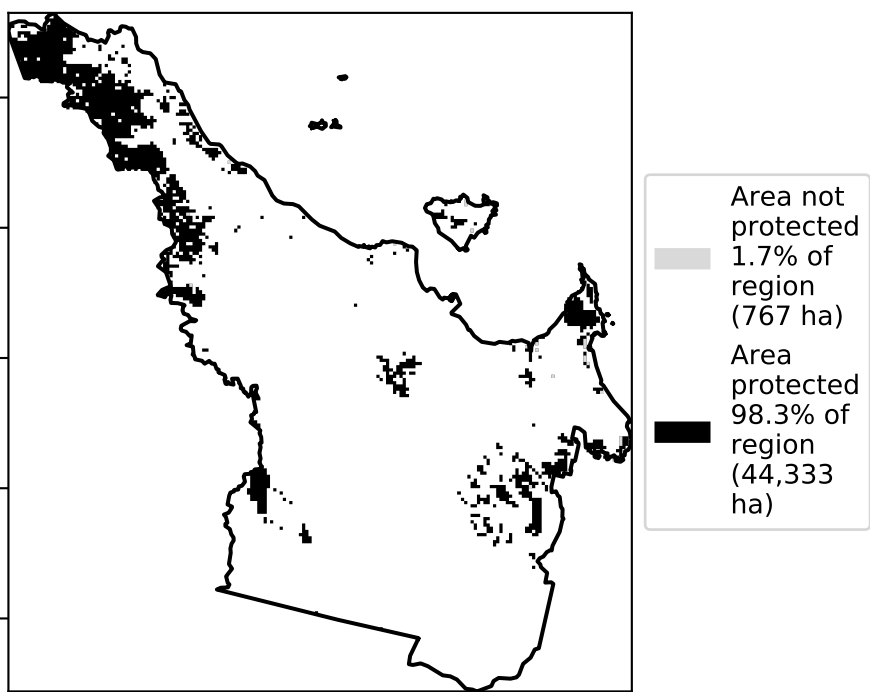 Area not
protected
1.7% of
region
(767 ha)
Area
protected
98.3% of
region
(44,333
ha)